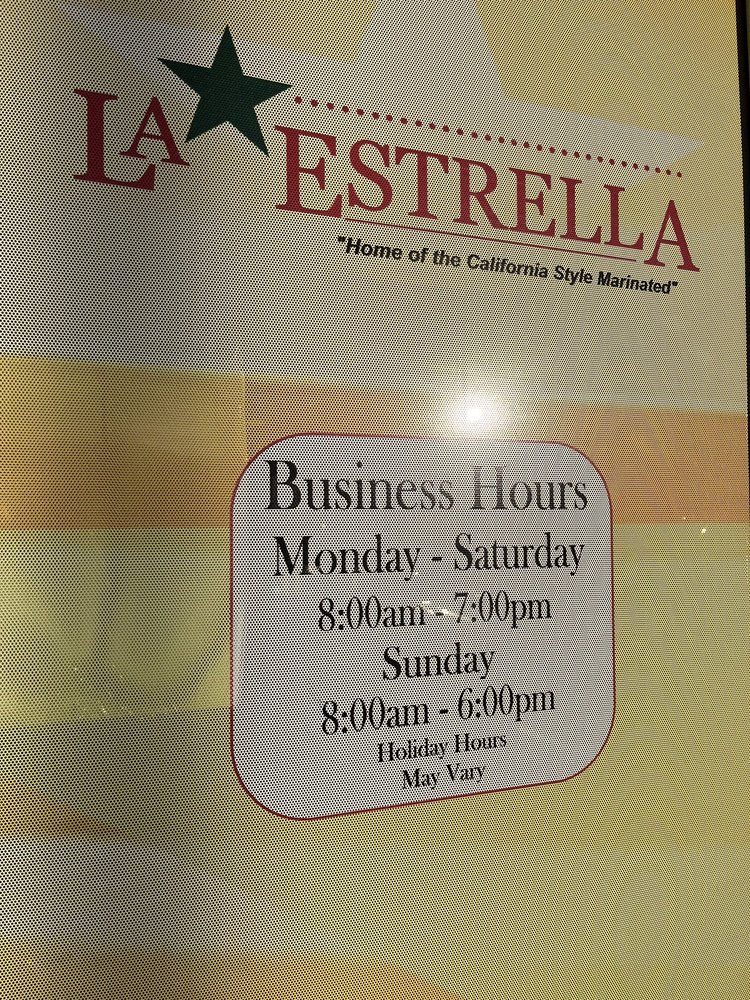 LA ESTRELLA
"Home of the California Style Marinated"
Business Hours
Monday - Saturday
8:00am - 7:00pm
Sunday
8:00am - 6:00pm
Holiday Hours
May Vary